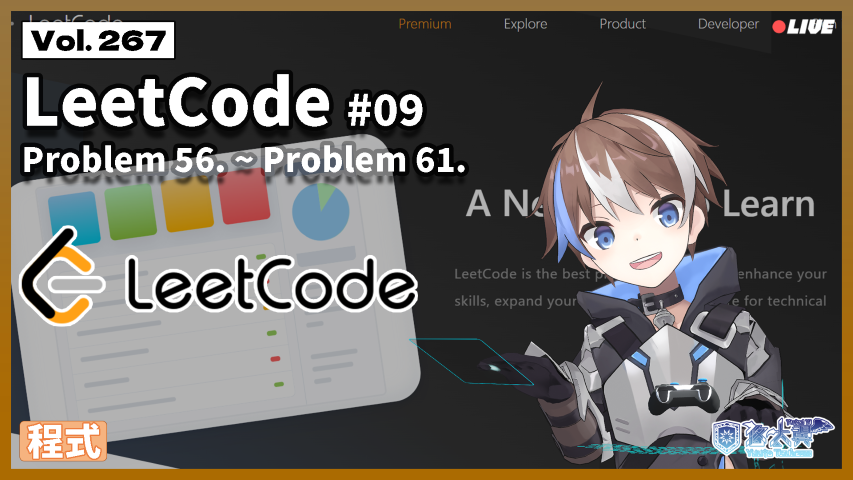 LeetCode
Premium Explore Product Developer
LIVE
Vol. 267
LeetCode #09
Problem 56. ~ Problem 61.
A Learn
LeetCode is the best enhance your
skills, expand your for technical
LeetCode
程式